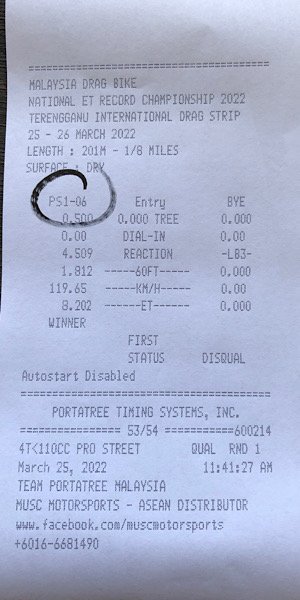 ===================================
MALAYSIA DRAG BIKE
NATIONAL ET RECORD CHAMPIONSHIP 2022
TERENGGANU INTERNATIONAL DRAG STRIP
25 - 26 MARCH 2022
LENGTH : 201M - 1/8 MILES
SURFACE : DRY
PS1-06 Entry BYE
0.500 0.000 TREE 0.000
0.00 DIAL-IN 0.00
4.509 REACTION -L83-
1.812 -----60FT----- 0.000
119.65 -----KM/H----- 0.00
8.202 ------ET------ 0.000
WINNER
FIRST
STATUS DISQUAL
Autostart Disabled
===================================
PORTATREE TIMING SYSTEMS, INC.
=============== 53/54 ===========600214
4T<110CC PRO STREET QUAL RND 1
March 25, 2022 11:41:27 AM
TEAM PORTATREE MALAYSIA
MUSC MOTORSPORTS - ASEAN DISTRIBUTOR
www.facebook.com/muscmotorsports
+6016-6681490